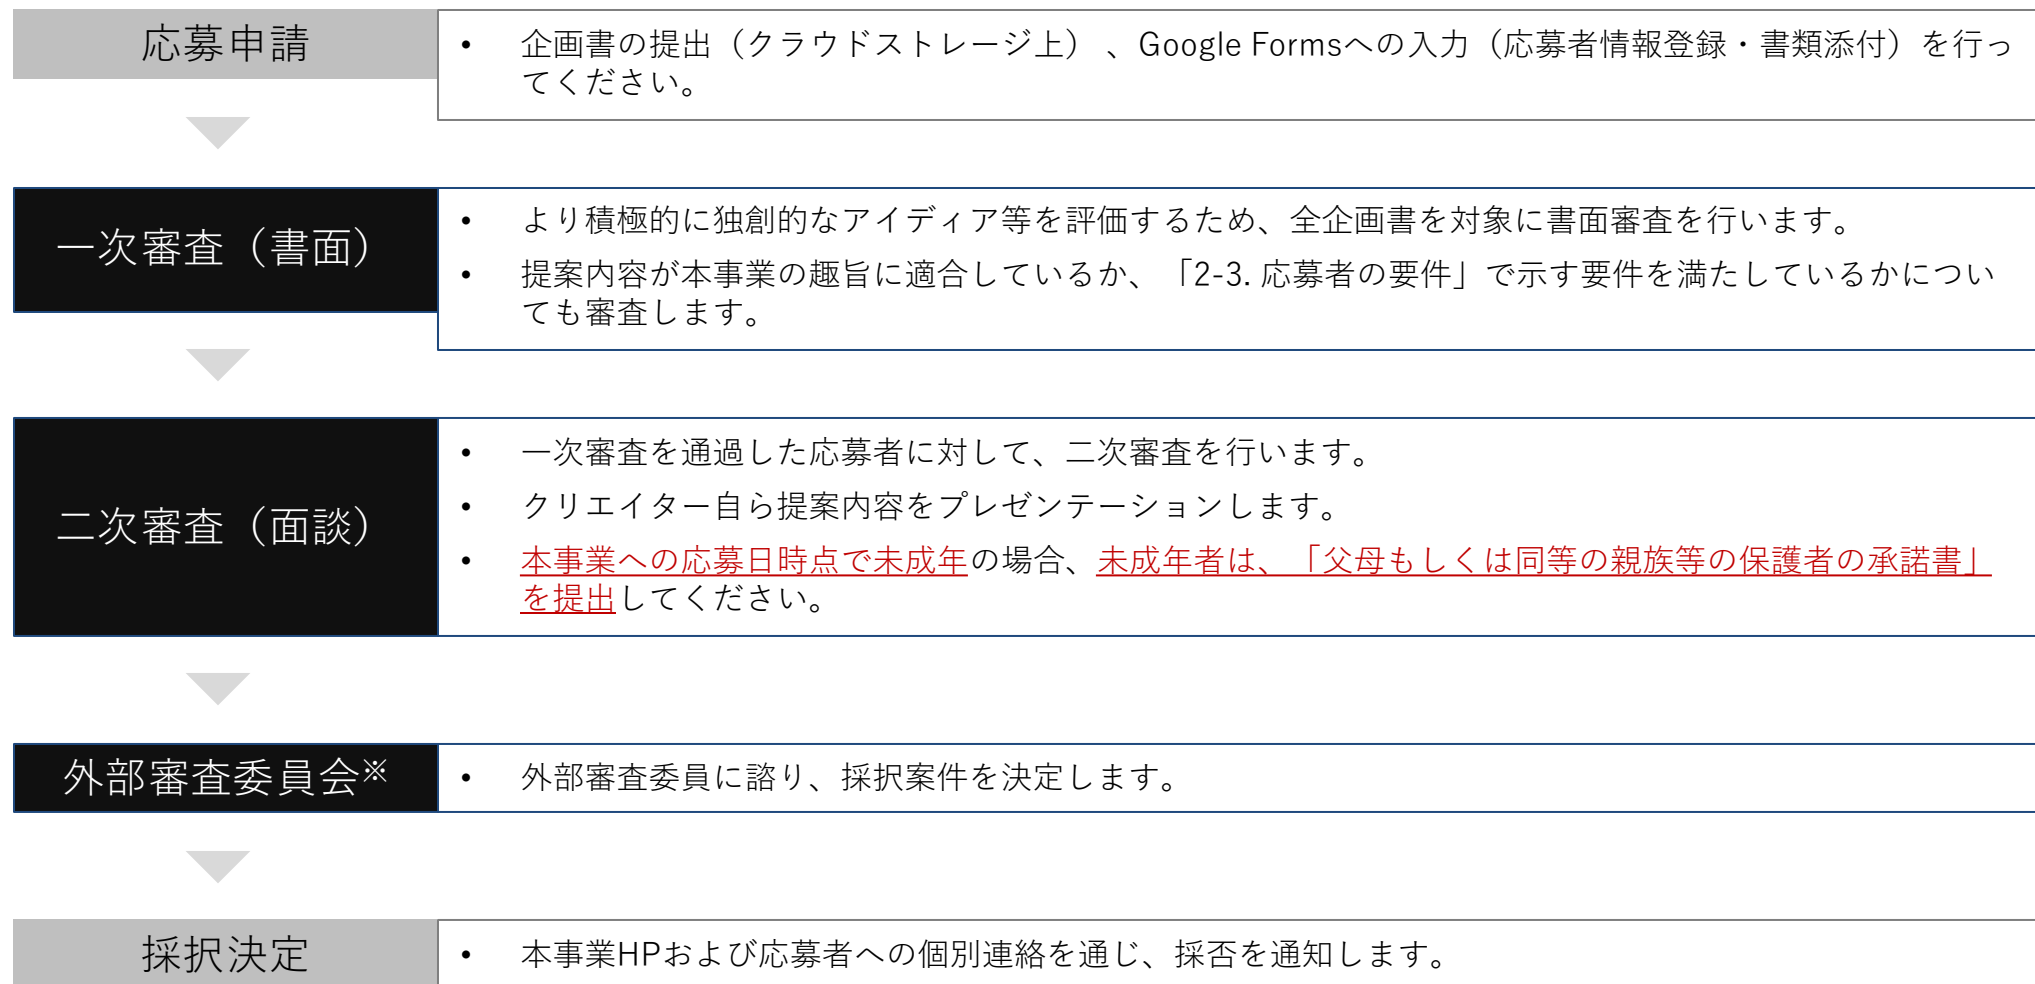 応募申請
• 企画書の提出（クラウドストレージ上） 、Google Formsへの入力（応募者情報登録・書類添付）を行っ
てください。
一次審査（書面）
• より積極的に独創的なアイディア等を評価するため、全企画書を対象に書面審査を行います。
• 提案内容が本事業の趣旨に適合しているか、「2-3. 応募者の要件」で示す要件を満たしているかについ
ても審査します。
二次審査（面談）
• 一次審査を通過した応募者に対して、二次審査を行います。
• クリエイター自ら提案内容をプレゼンテーションします。
• 本事業への応募日時点で未成年の場合、未成年者は、「父母もしくは同等の親族等の保護者の承諾書」
を提出してください。
外部審査委員会※
• 外部審査委員に諮り、採択案件を決定します。
採択決定
• 本事業HPおよび応募者への個別連絡を通じ、採否を通知します。